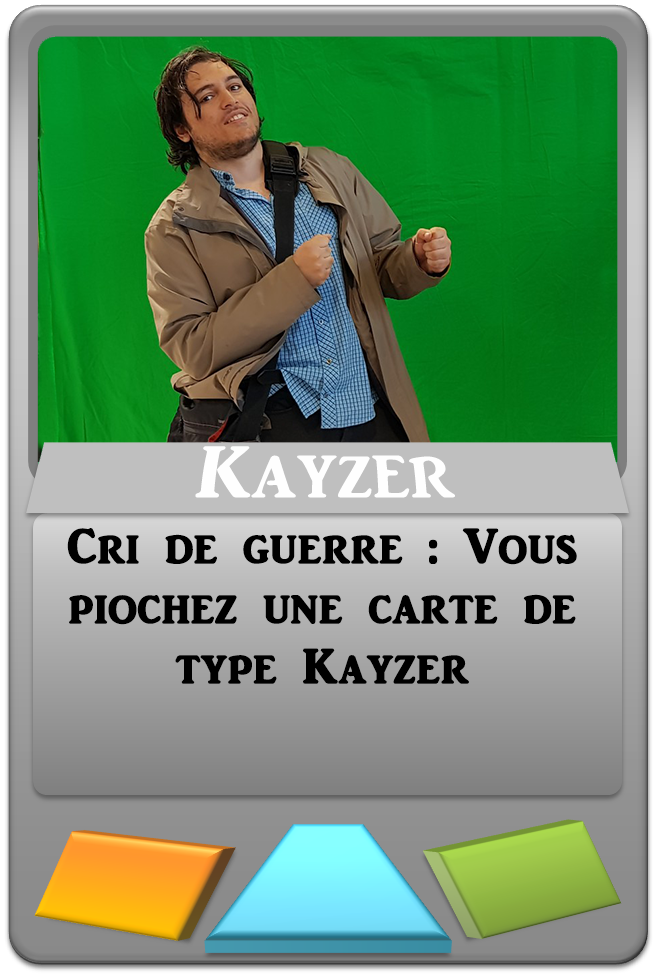 Kayzer
Cri de guerre : Vous
piochez une carte de
type Kayzer